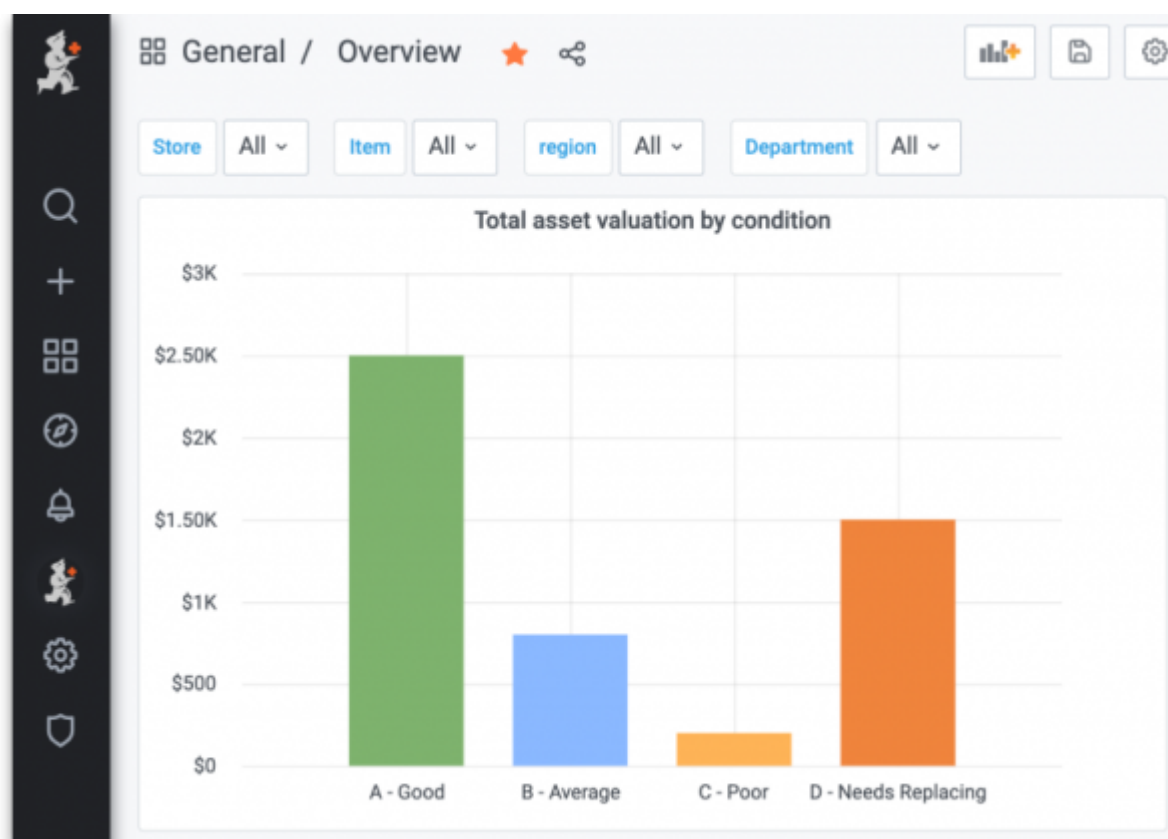 General / Overview
Store All Item All region All Department All
Total asset valuation by condition
$3K
$2.50K
$2K
$1.50K
$1K
$500
$0
A - Good B - Average C - Poor D - Needs Replacing